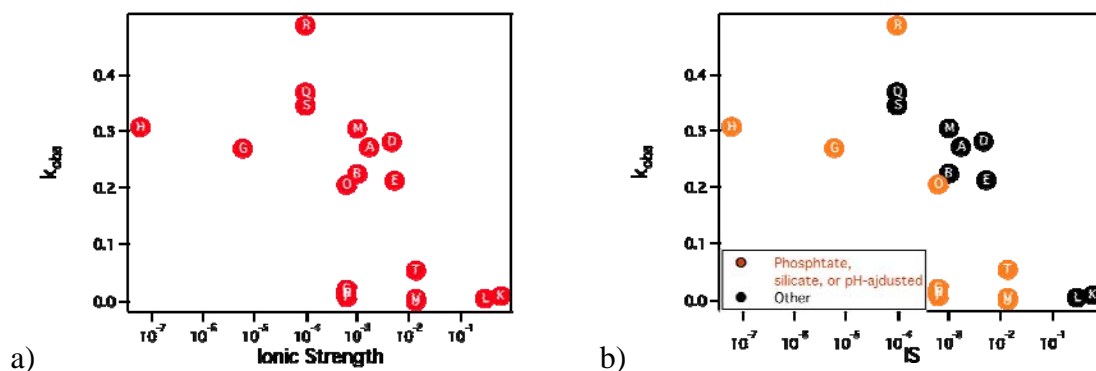 R
0.4
Q
S
H
0.3
M
D
G
A
B
0.2
O
E
0.1
T
0.0
L
K
10⁻⁷ 10⁻⁶ 10⁻⁵ 10⁻⁴ 10⁻³ 10⁻² 10⁻¹
k_obs
Ionic Strength
a)
R
0.4
Q
S
H
0.3
M
D
G
A
B
0.2
O
E
0.1
Phosphtate,
silicate, or pH-ajdusted
Other
T
0.0
L
K
10⁻⁷ 10⁻⁶ 10⁻⁵ 10⁻⁴ 10⁻³ 10⁻² 10⁻¹
k_obs
IS
b)